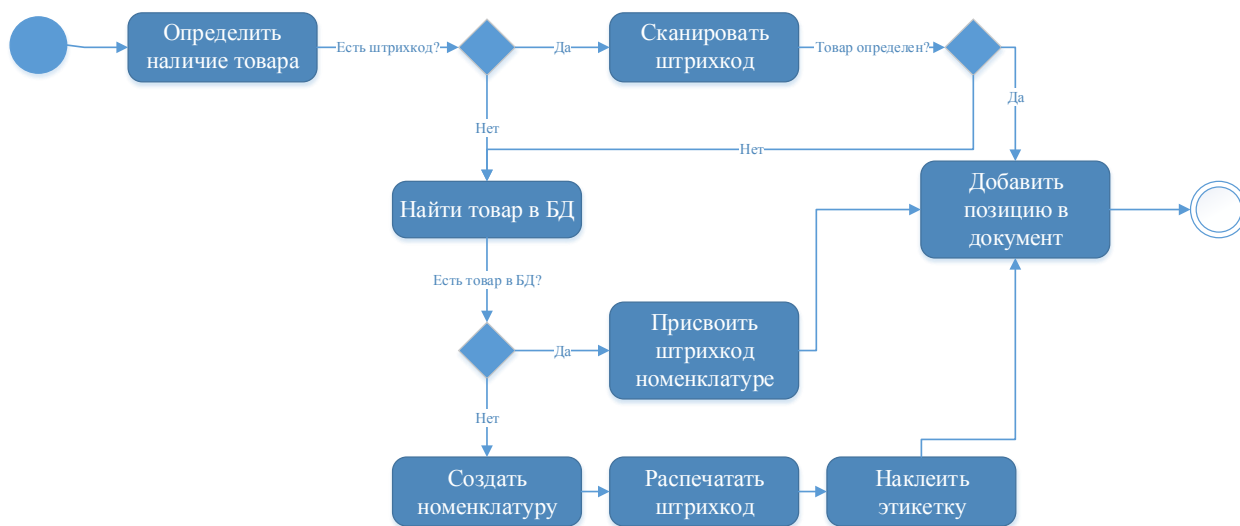 Определить
наличие товара
Есть штрихкод?
Да
Сканировать
штрихкод
Товар определен?
Да
Нет
Нет
Найти товар в БД
Добавить
позицию в
документ
Есть товар в БД?
Да
Присвоить
штрихкод
номенклатуре
Нет
Создать
номенклатуру
Распечатать
штрихкод
Наклеить
этикетку